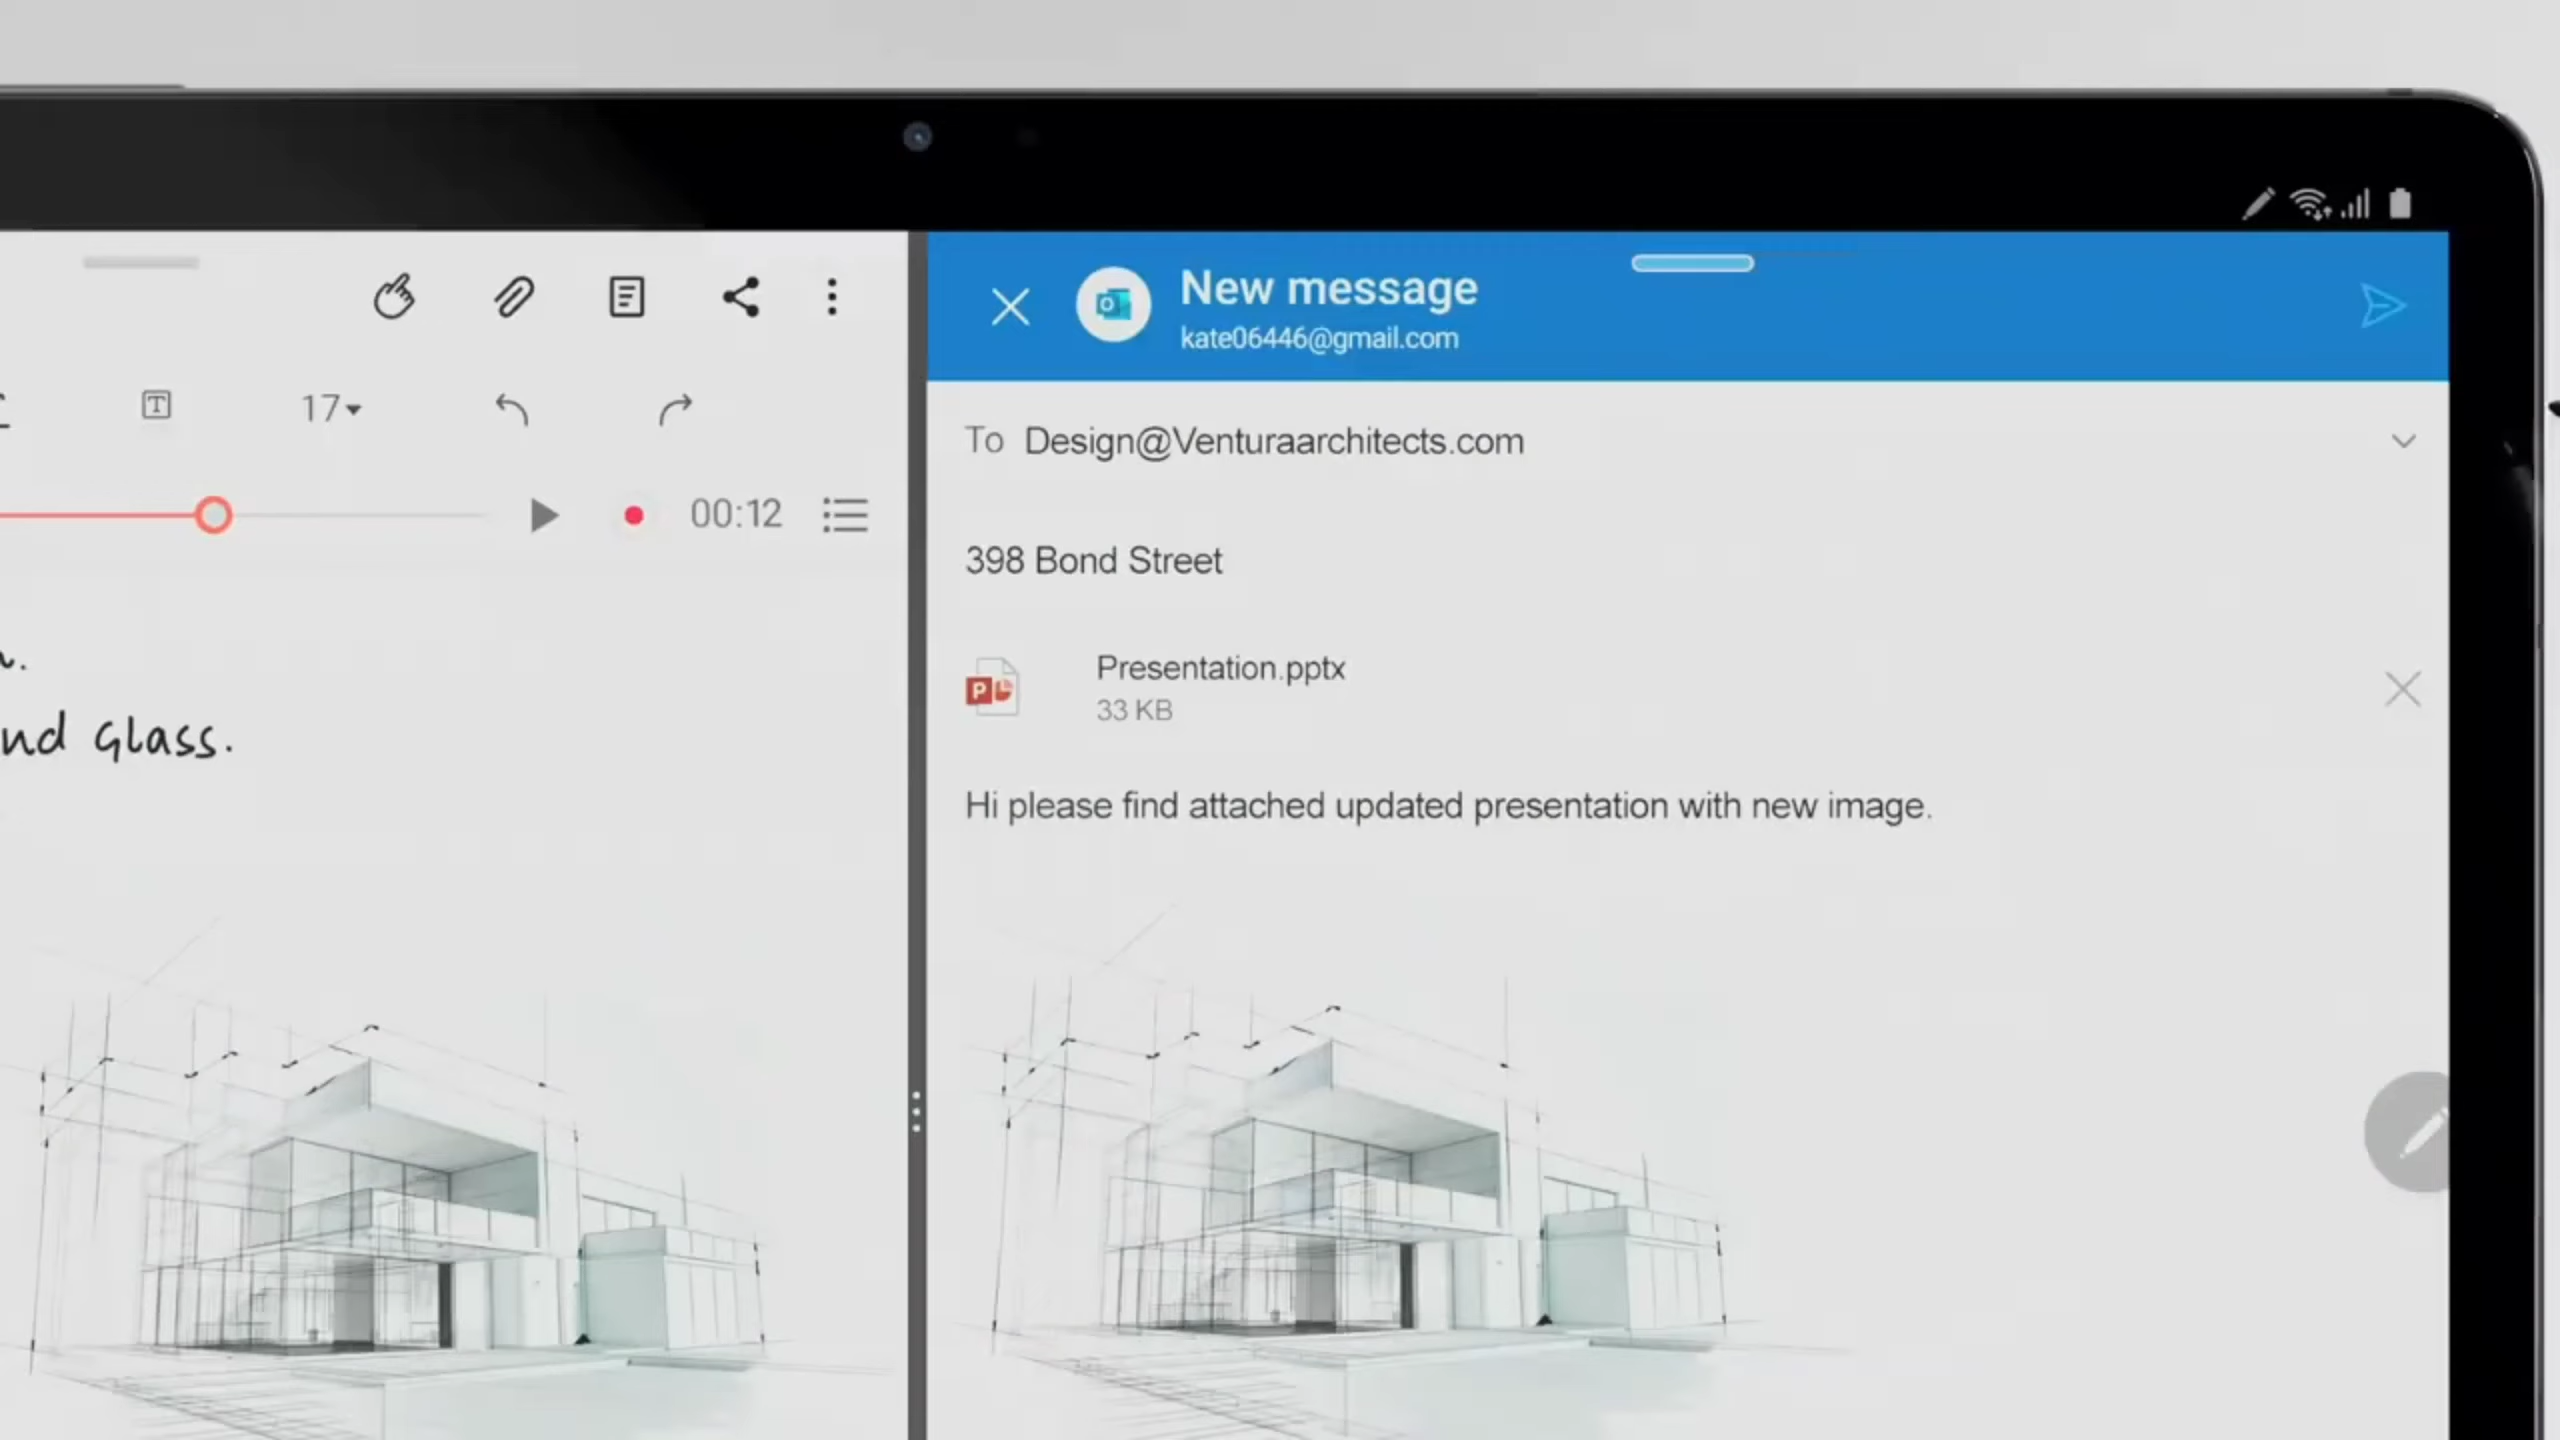 17
00:12
nd Glass.
New message
kate06446@gmail.com
To Design@Venturaarchitects.com
398 Bond Street
Presentation.pptx
33 KB
Hi please find attached updated presentation with new image.